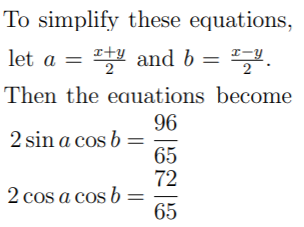 To simplify these equations,
let a = x+y/2 and b = x−y/2.
Then the equations become
2 sin a cos b = 96/65
2 cos a cos b = 72/65